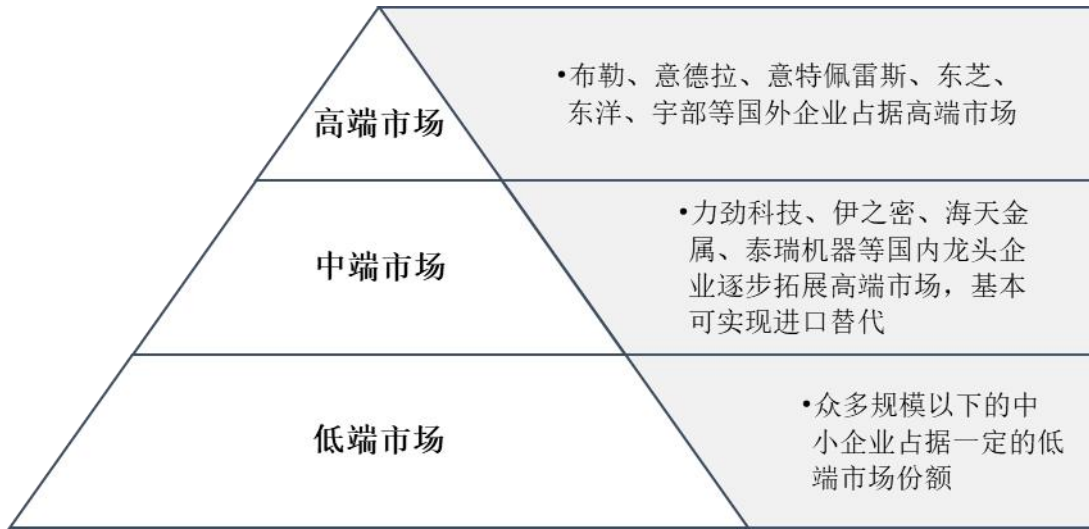 高端市场
•布勒、意德拉、意特佩雷斯、东芝、
东洋、宇部等国外企业占据高端市场
中端市场
•力劲科技、伊之密、海天金
属、泰瑞机器等国内龙头企
业逐步拓展高端市场，基本
可实现进口替代
低端市场
•众多规模以下的中
小企业占据一定的低
端市场份额